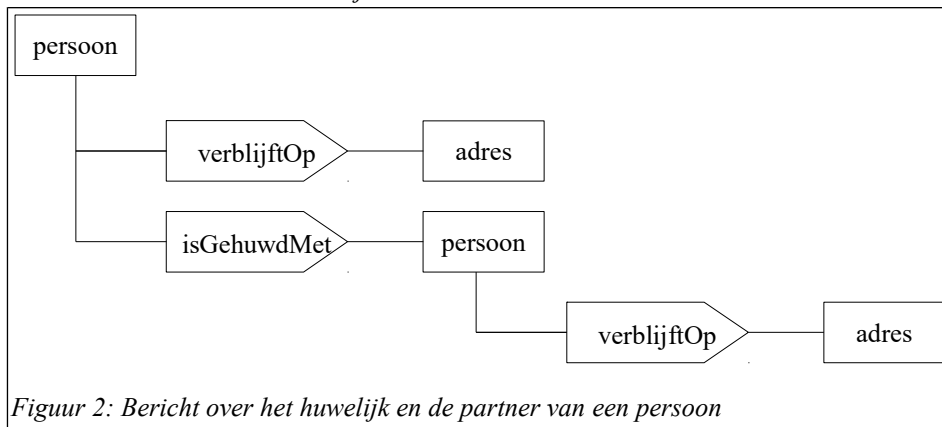 persoon
verblijftOp adres
isGehuwdMet persoon
verblijftOp adres
Figuur 2: Bericht over het huwelijk en de partner van een persoon